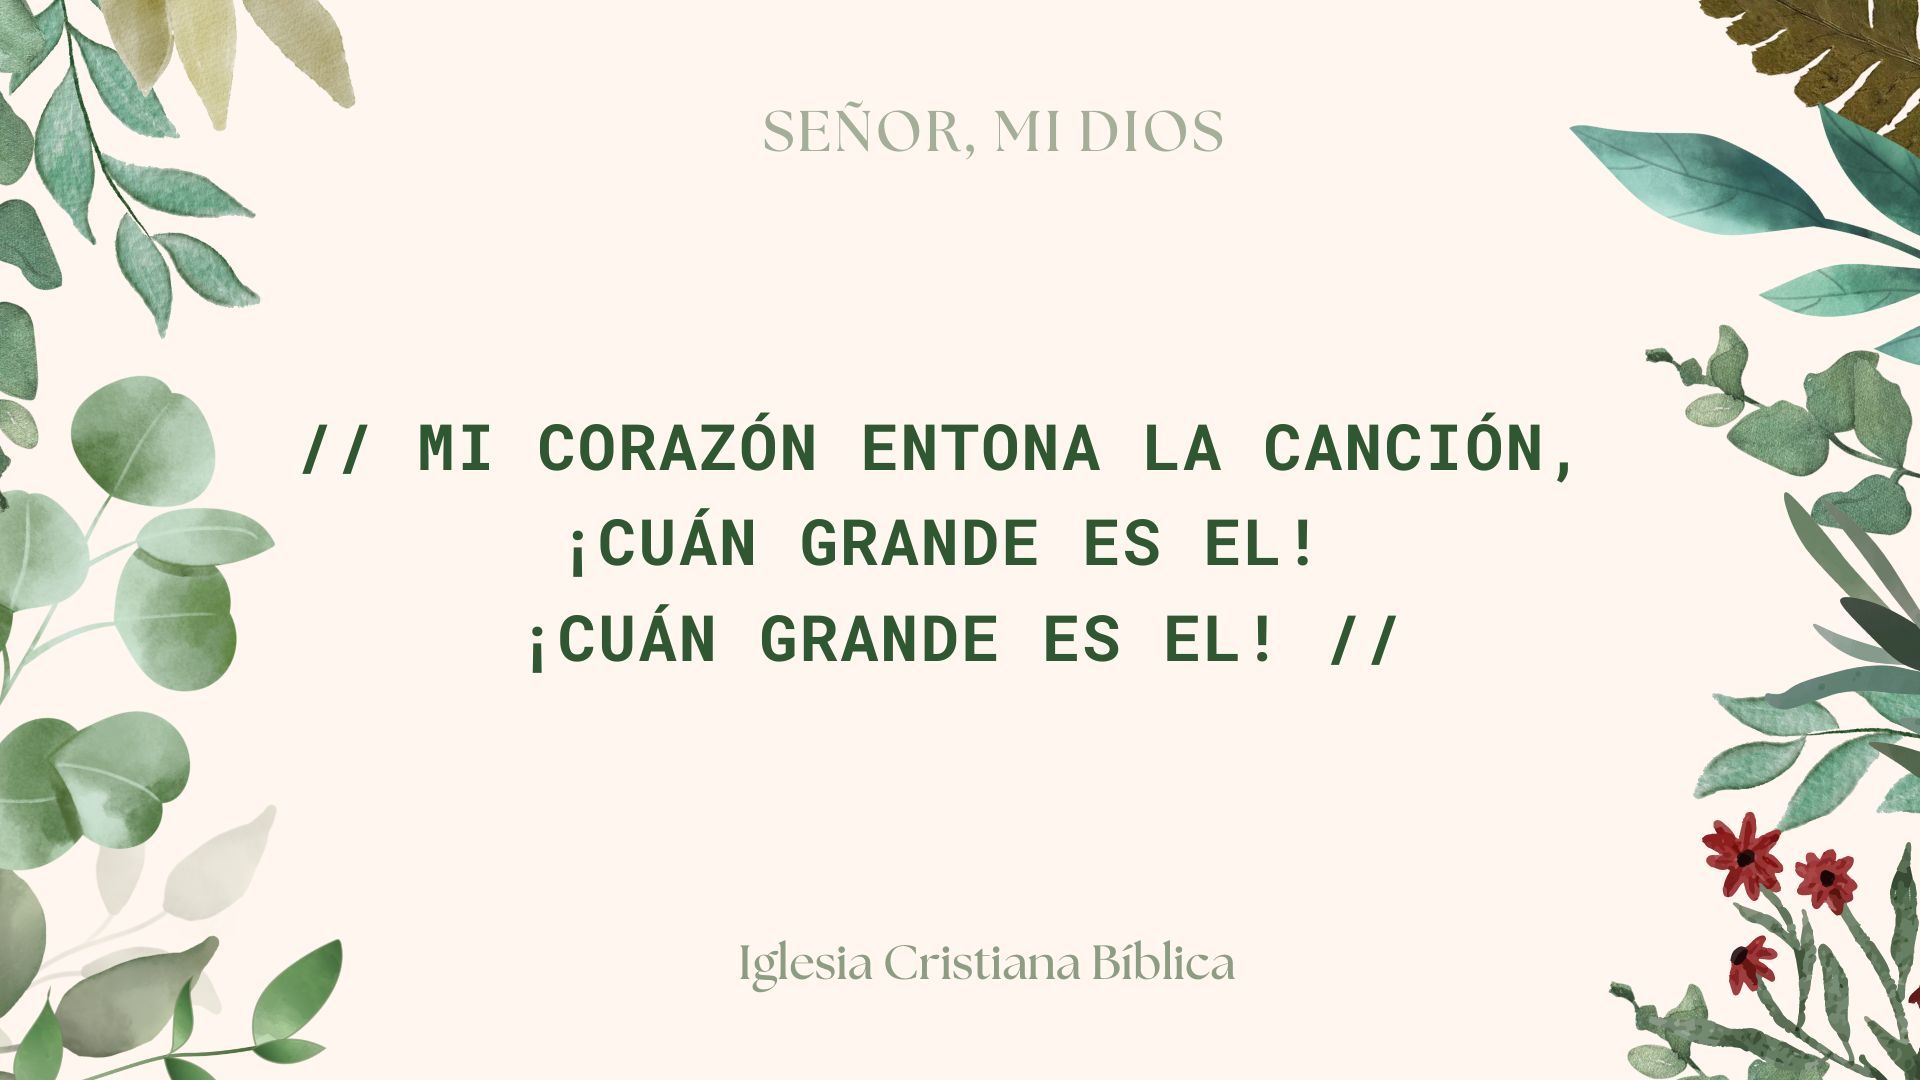 SEÑOR, MI DIOS
// MI CORAZÓN ENTONA LA CANCIÓN,
¡CUÁN GRANDE ES EL!
¡CUÁN GRANDE ES EL! //
Iglesia Cristiana Bíblica